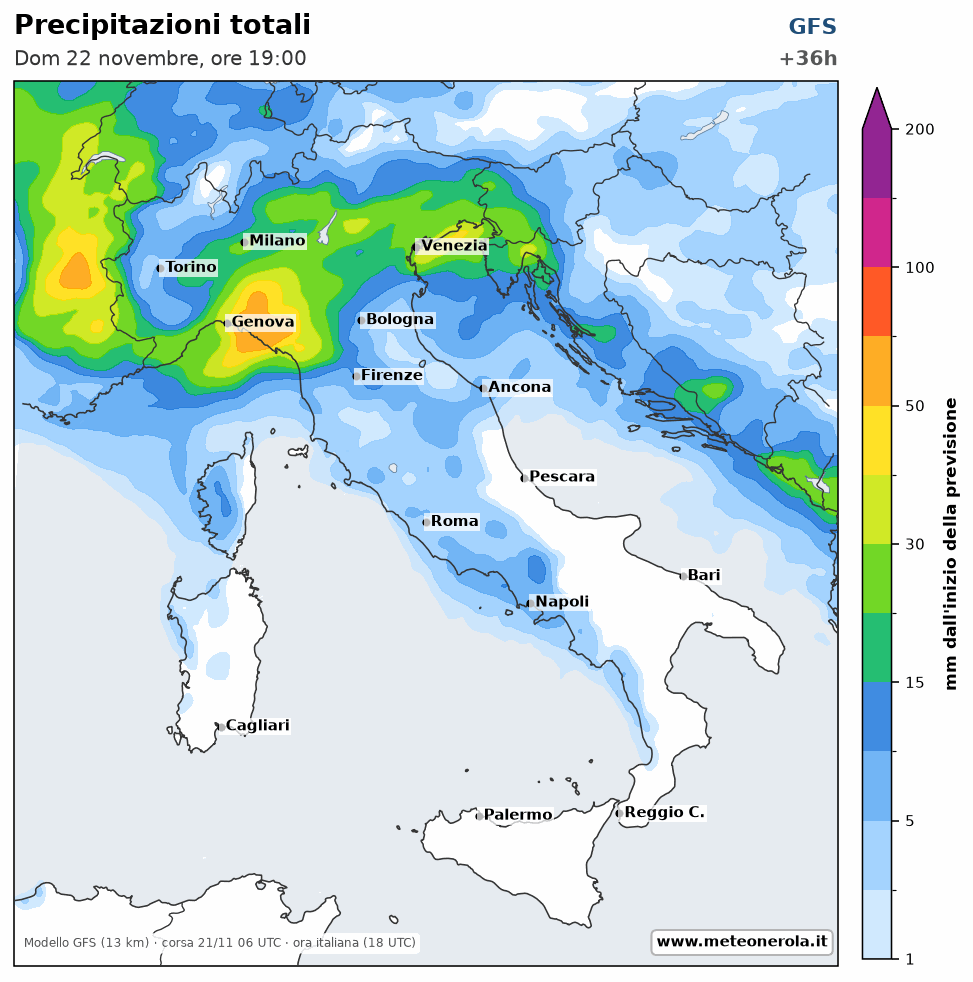 Precipitazioni totali
GFS
Dom 22 novembre, ore 19:00
+36h
Milano
Venezia
Torino
Genova
Bologna
Firenze
Ancona
Pescara
Roma
Bari
Napoli
Cagliari
Palermo
Reggio C.
200
100
50
30
15
5
1
mm dall'inizio della previsione
Modello GFS (13 km) · corsa 21/11 06 UTC · ora italiana (18 UTC)
www.meteonerola.it